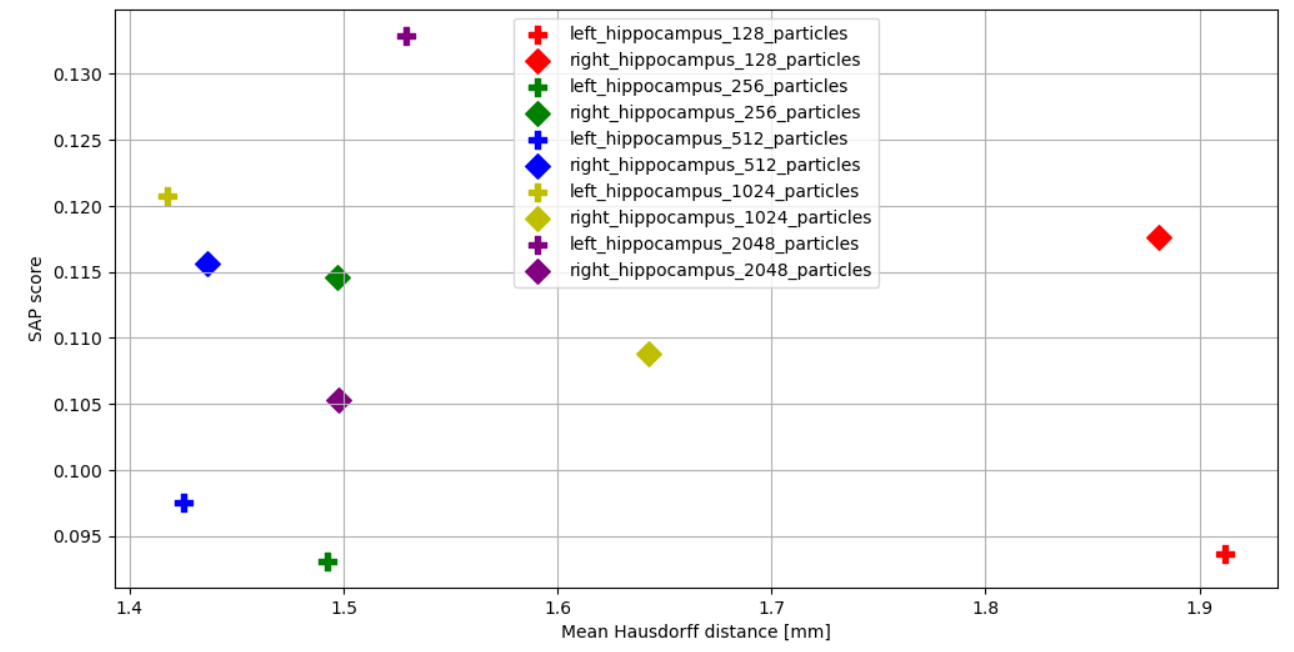 left_hippocampus_128_particles
right_hippocampus_128_particles
left_hippocampus_256_particles
right_hippocampus_256_particles
left_hippocampus_512_particles
right_hippocampus_512_particles
left_hippocampus_1024_particles
right_hippocampus_1024_particles
left_hippocampus_2048_particles
right_hippocampus_2048_particles
SAP score
0.130
0.125
0.120
0.115
0.110
0.105
0.100
0.095
1.4 1.5 1.6 1.7 1.8 1.9
Mean Hausdorff distance [mm]